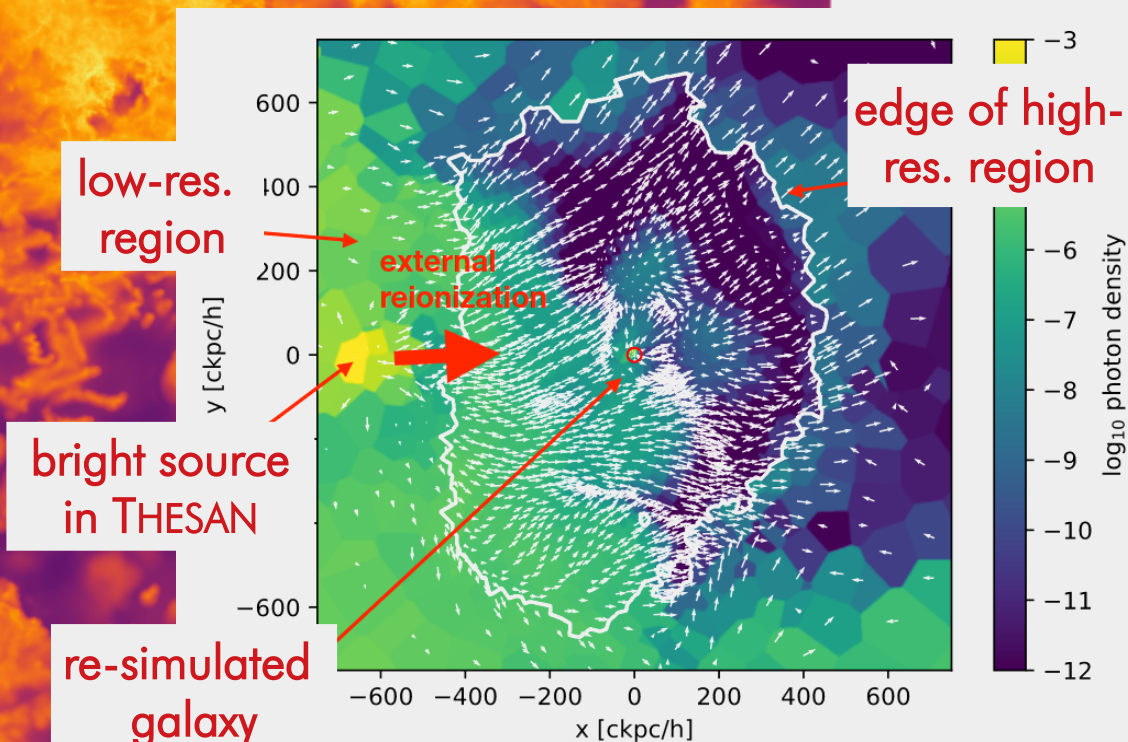 −3
edge of high-
res. region
600
low-res.
region
400
external
reionization
200
−6
y [ckpc/h]
0
−7
−8
log10 photon density
bright source
in THESAN
−9
−10
−600
−11
re-simulated
galaxy
−12
−600 −400 −200 0 200 400 600
x [ckpc/h]